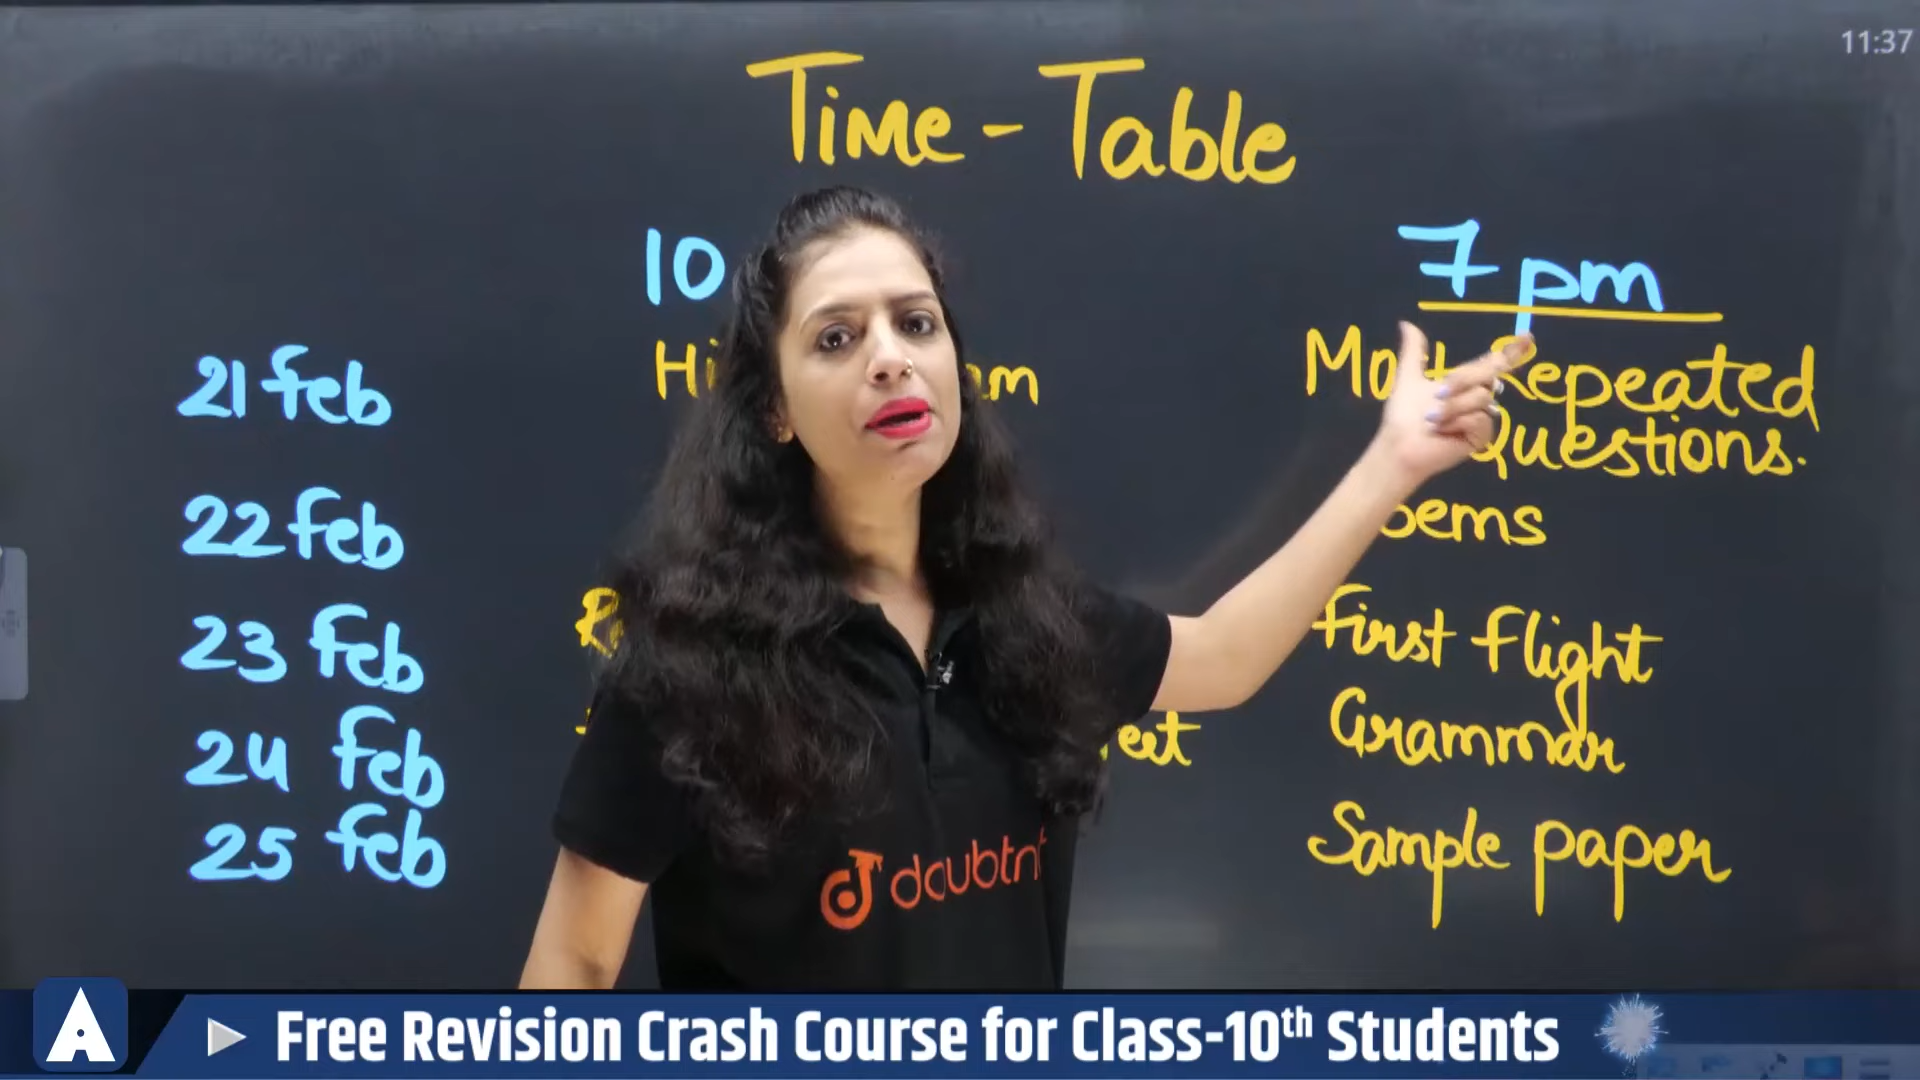 11:37
Time - Table
10
7 pm
21 feb
Most Repeated
Questions.
22 feb
23 feb
First flight
24 feb
Grammar
25 feb
Sample paper
doubtn
Free Revision Crash Course for Class-10th Students